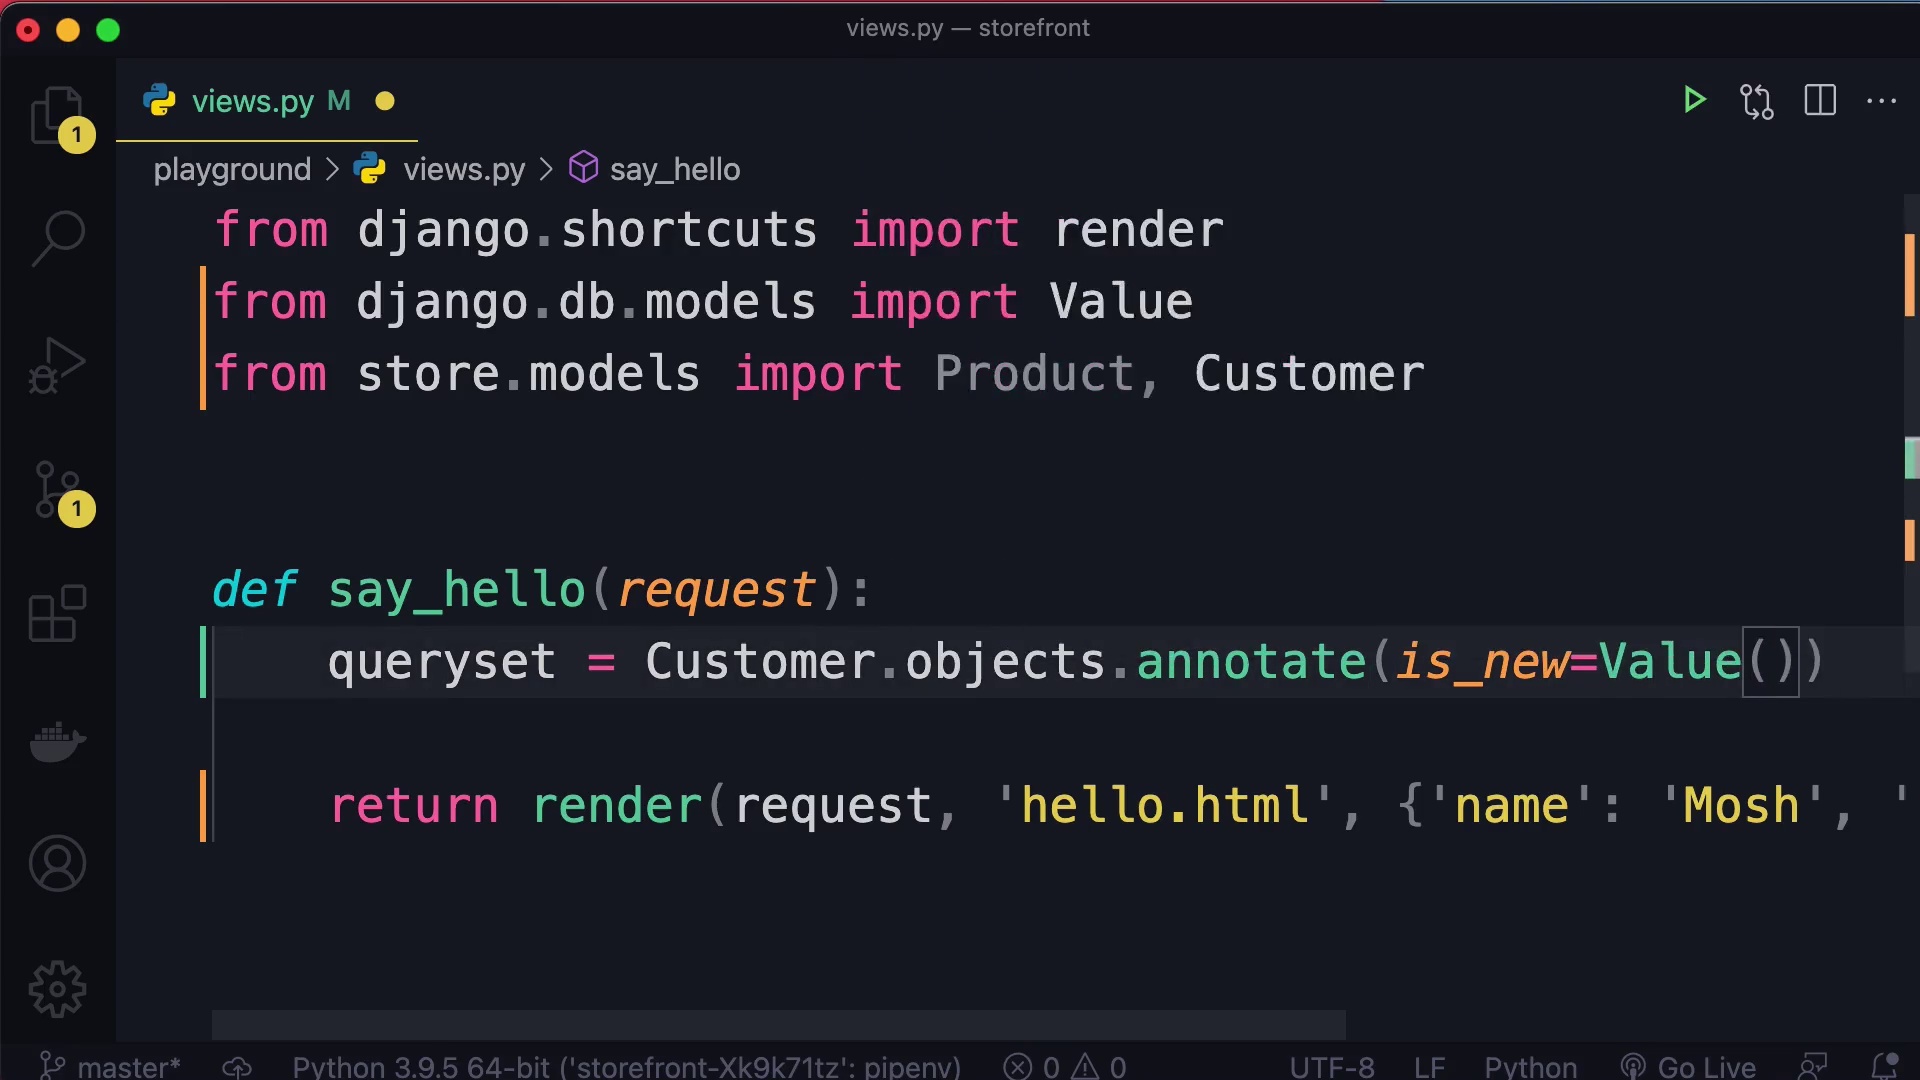 views.py — storefront
views.py M
1
playground > views.py > say_hello
from django.shortcuts import render
from django.db.models import Value
from store.models import Product, Customer
1
def say_hello(request):
queryset = Customer.objects.annotate(is_new=Value())
return render(request, 'hello.html', {'name': 'Mosh', '
master* Python 3.9.5 64-bit ('storefront-Xk9k71tz': pipenv) 0 0 UTF-8 LF Python Go Live